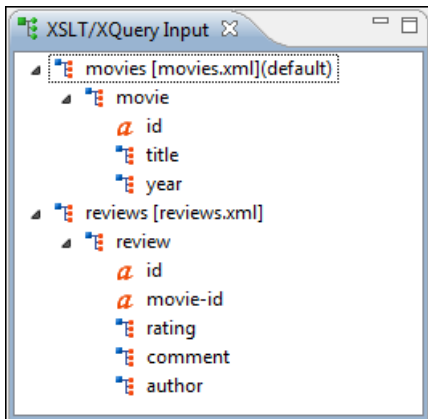 XSLT/XQuery Input
movies [movies.xml](default)
movie
a id
title
year
reviews [reviews.xml]
review
a id
a movie-id
rating
comment
author